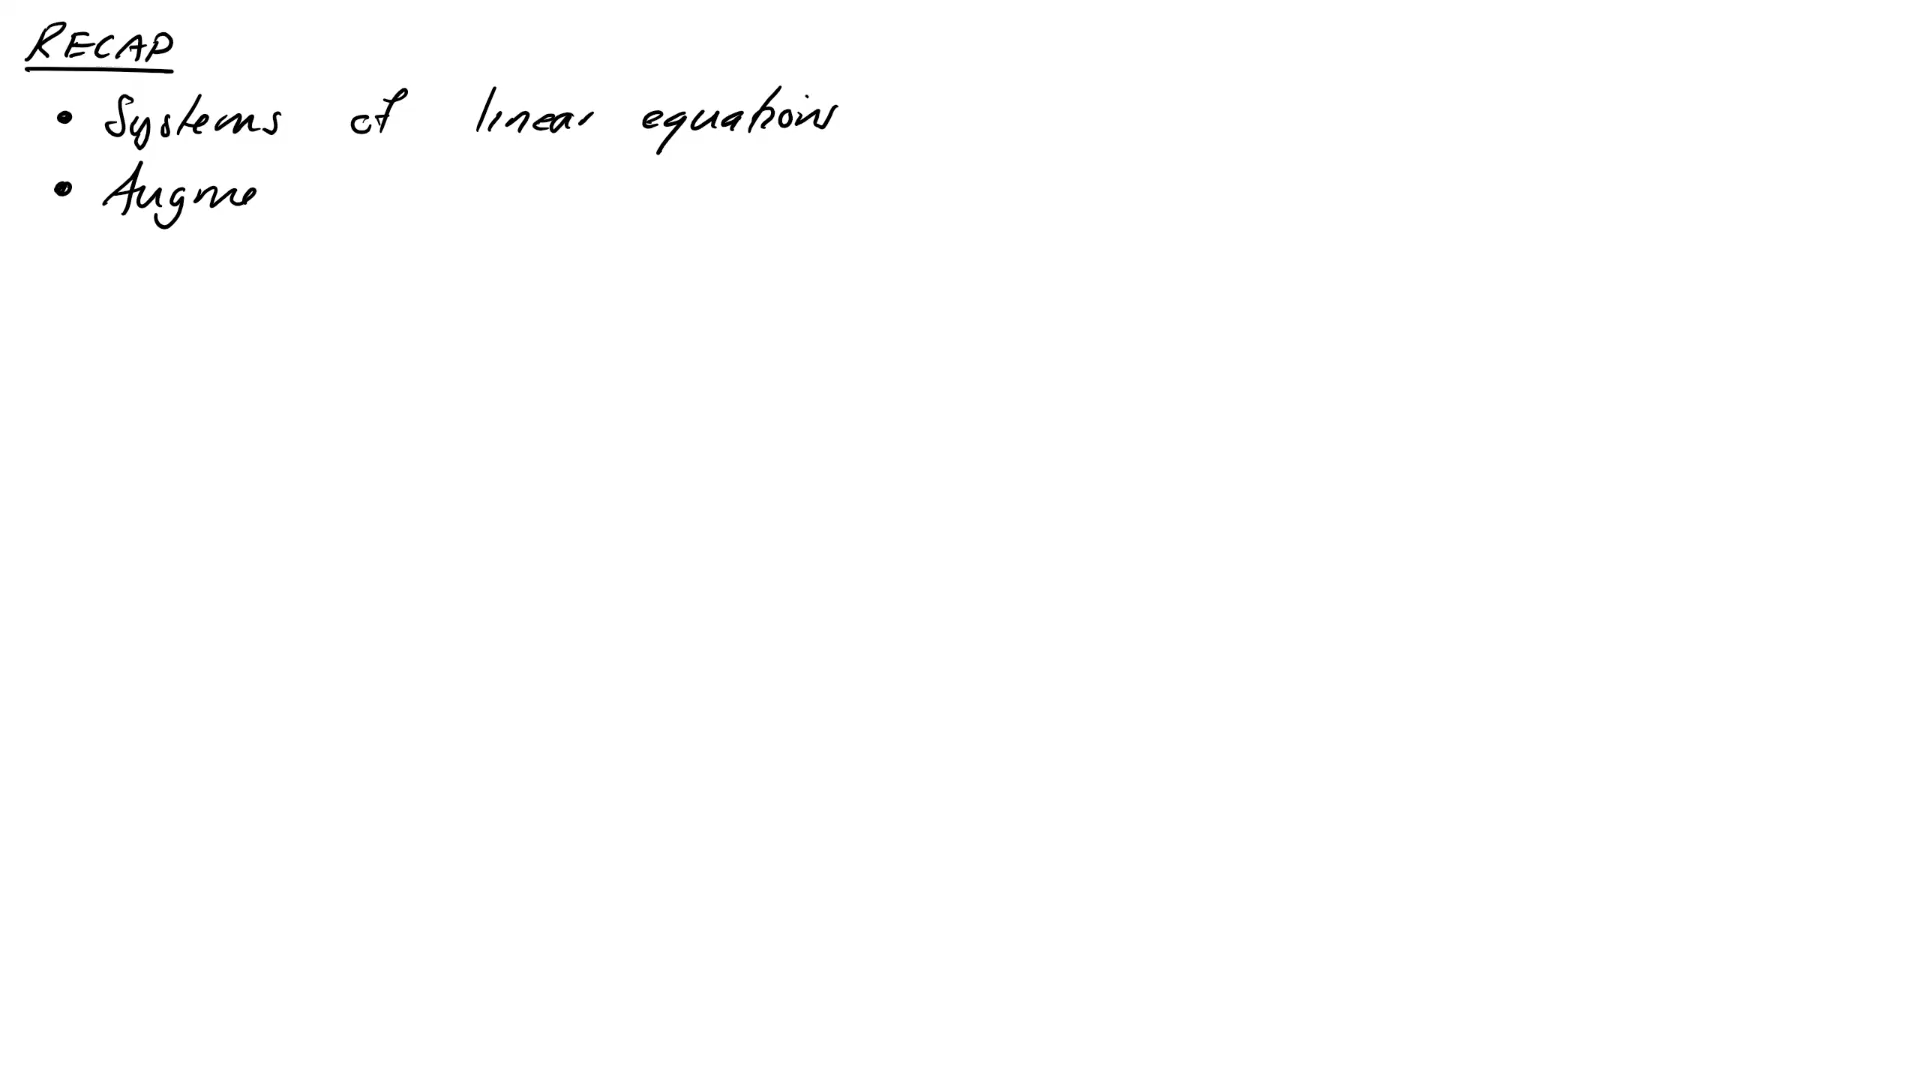 RECAP
• Systems of linear equations
• Augme